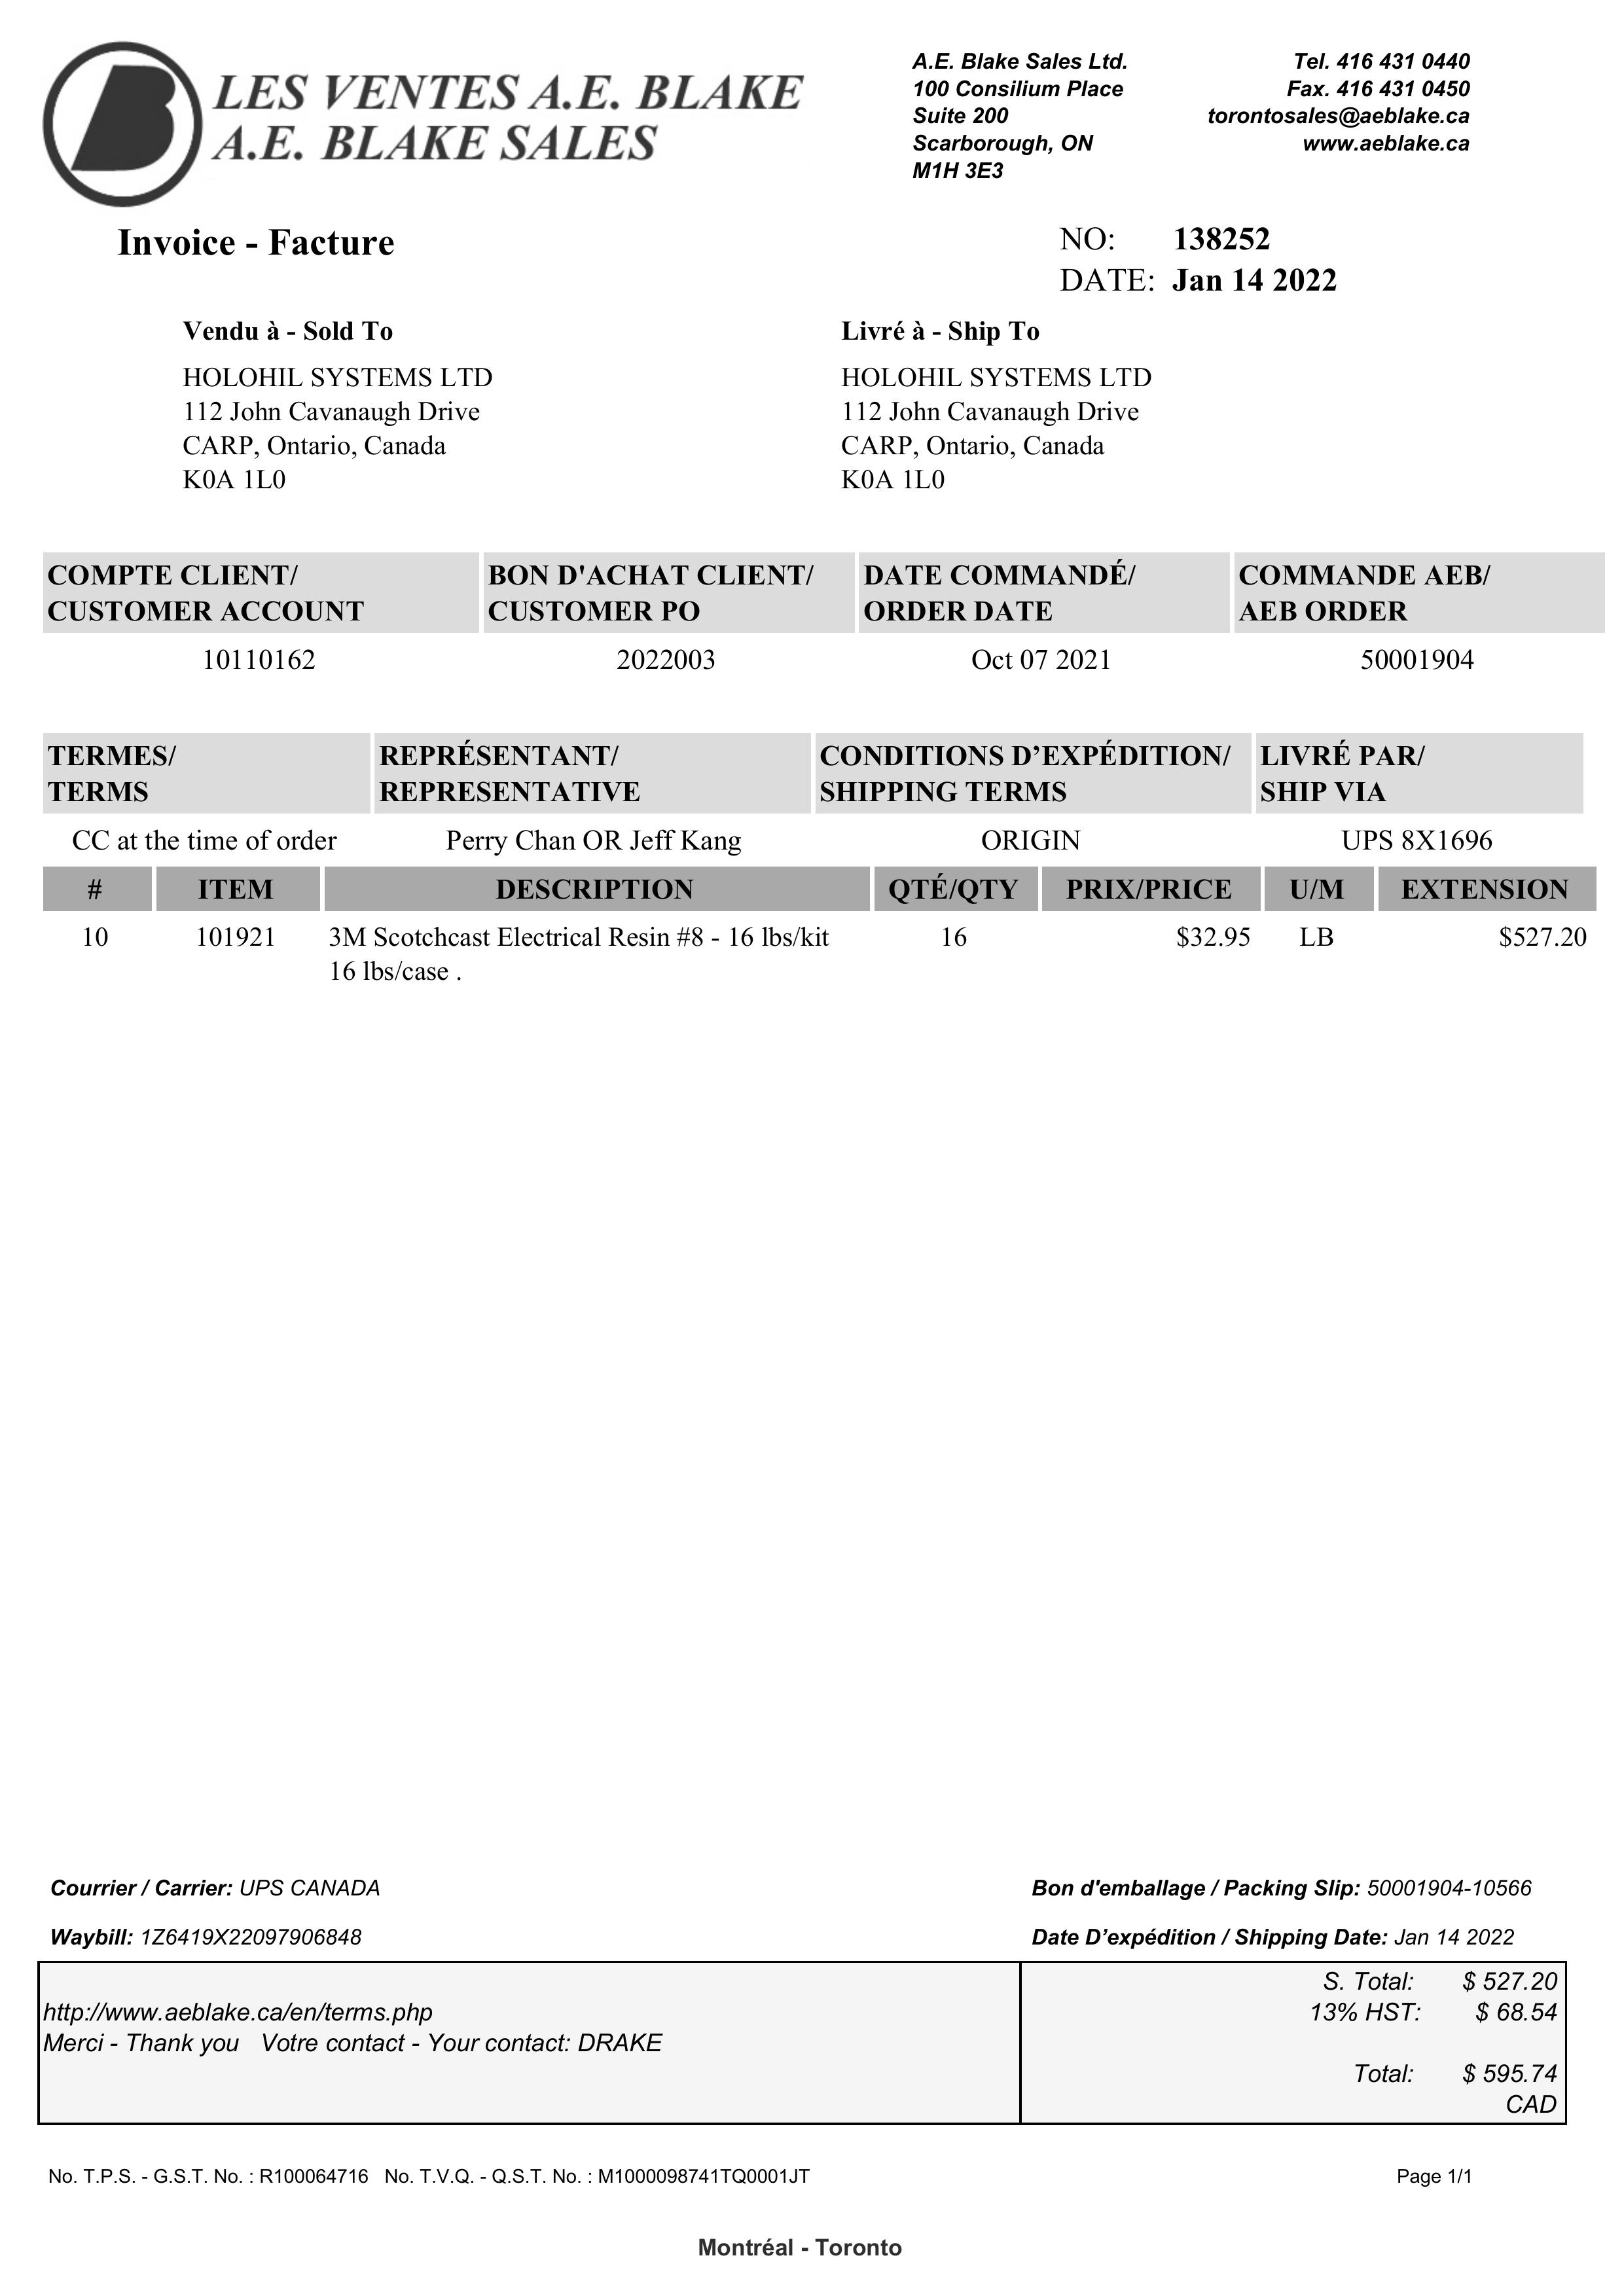 LES VENTES A.E. BLAKE
A.E. BLAKE SALES
A.E. Blake Sales Ltd.
100 Consilium Place
Suite 200
Scarborough, ON
M1H 3E3
Tel. 416 431 0440
Fax. 416 431 0450
torontosales@aeblake.ca
www.aeblake.ca
Invoice - Facture
NO: 138252
DATE: Jan 14 2022
Vendu à - Sold To
HOLOHIL SYSTEMS LTD
112 John Cavanaugh Drive
CARP, Ontario, Canada
K0A 1L0
Livré à - Ship To
HOLOHIL SYSTEMS LTD
112 John Cavanaugh Drive
CARP, Ontario, Canada
K0A 1L0
COMPTE CLIENT/ BON D'ACHAT CLIENT/ DATE COMMANDÉ/ COMMANDE AEB/
CUSTOMER ACCOUNT CUSTOMER PO ORDER DATE AEB ORDER
10110162 2022003 Oct 07 2021 50001904
TERMES/ REPRÉSENTANT/ CONDITIONS D’EXPÉDITION/ LIVRÉ PAR/
TERMS REPRESENTATIVE SHIPPING TERMS SHIP VIA
CC at the time of order Perry Chan OR Jeff Kang ORIGIN UPS 8X1696
# ITEM DESCRIPTION QTÉ/QTY PRIX/PRICE U/M EXTENSION
10 101921 3M Scotchcast Electrical Resin #8 - 16 lbs/kit 16 $32.95 LB $527.20
16 lbs/case .
Courrier / Carrier: UPS CANADA Bon d'emballage / Packing Slip: 50001904-10566
Waybill: 1Z6419X22097906848 Date D’expédition / Shipping Date: Jan 14 2022
http://www.aeblake.ca/en/terms.php
Merci - Thank you Votre contact - Your contact: DRAKE
S. Total: $ 527.20
13% HST: $ 68.54
Total: $ 595.74
CAD
No. T.P.S. - G.S.T. No. : R100064716 No. T.V.Q. - Q.S.T. No. : M1000098741TQ0001JT Page 1/1
Montréal - Toronto